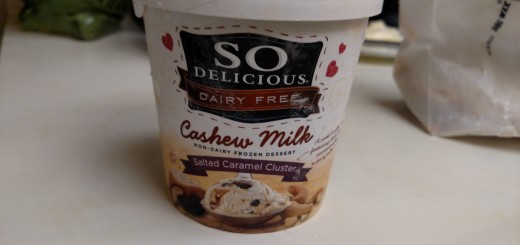 SO
DELICIOUS
DAIRY FREE
Cashew Milk
NON-DAIRY FROZEN DESSERT
Salted Caramel Cluster